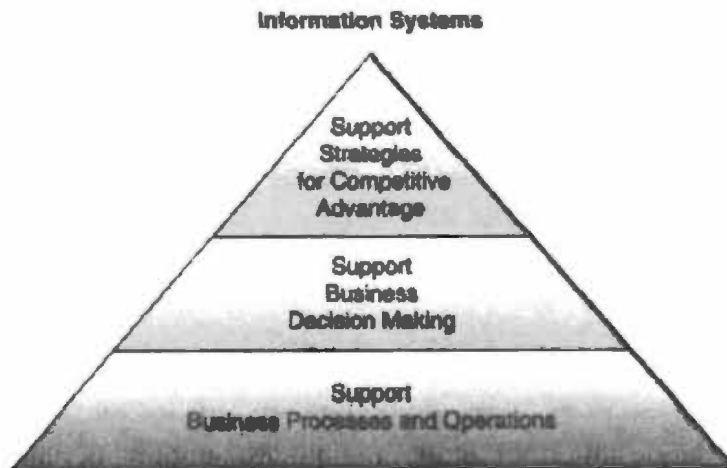 Information Systems
Support
Strategies
for Competitive
Advantage
Support
Business
Decision Making
Support
Business Processes and Operations